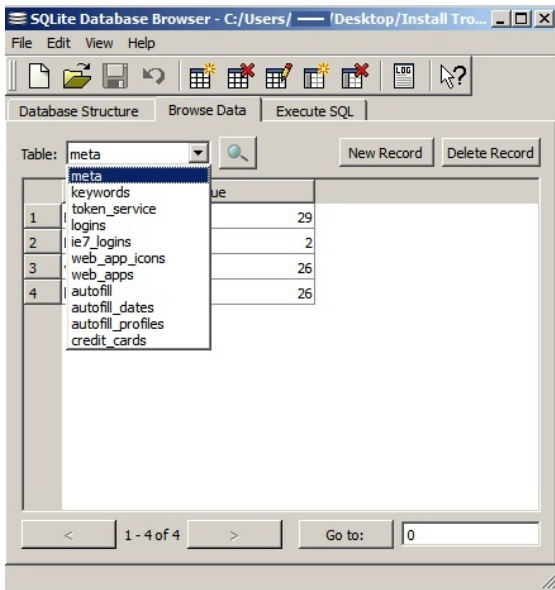 SQLite Database Browser - C:/Users/ /Desktop/Install Tro...
File Edit View Help
LOG
Database Structure Browse Data Execute SQL
Table: meta New Record Delete Record
meta
keywords
token_service
logins
ie7_logins
web_app_icons
web_apps
autofill
autofill_dates
autofill_profiles
credit_cards
ue
1 29
2 2
3 26
4 26
< 1 - 4 of 4 > Go to: 0